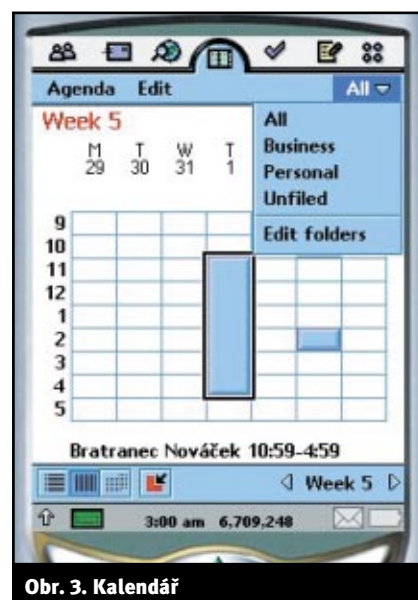 Agenda Edit All
Week 5
M T W T
29 30 31 1
All
Business
Personal
Unfiled
Edit folders
9
10
11
12
1
2
3
4
5
Bratranec Nováček 10:59-4:59
Week 5
3:00 am 6,709,248
Obr. 3. Kalendář